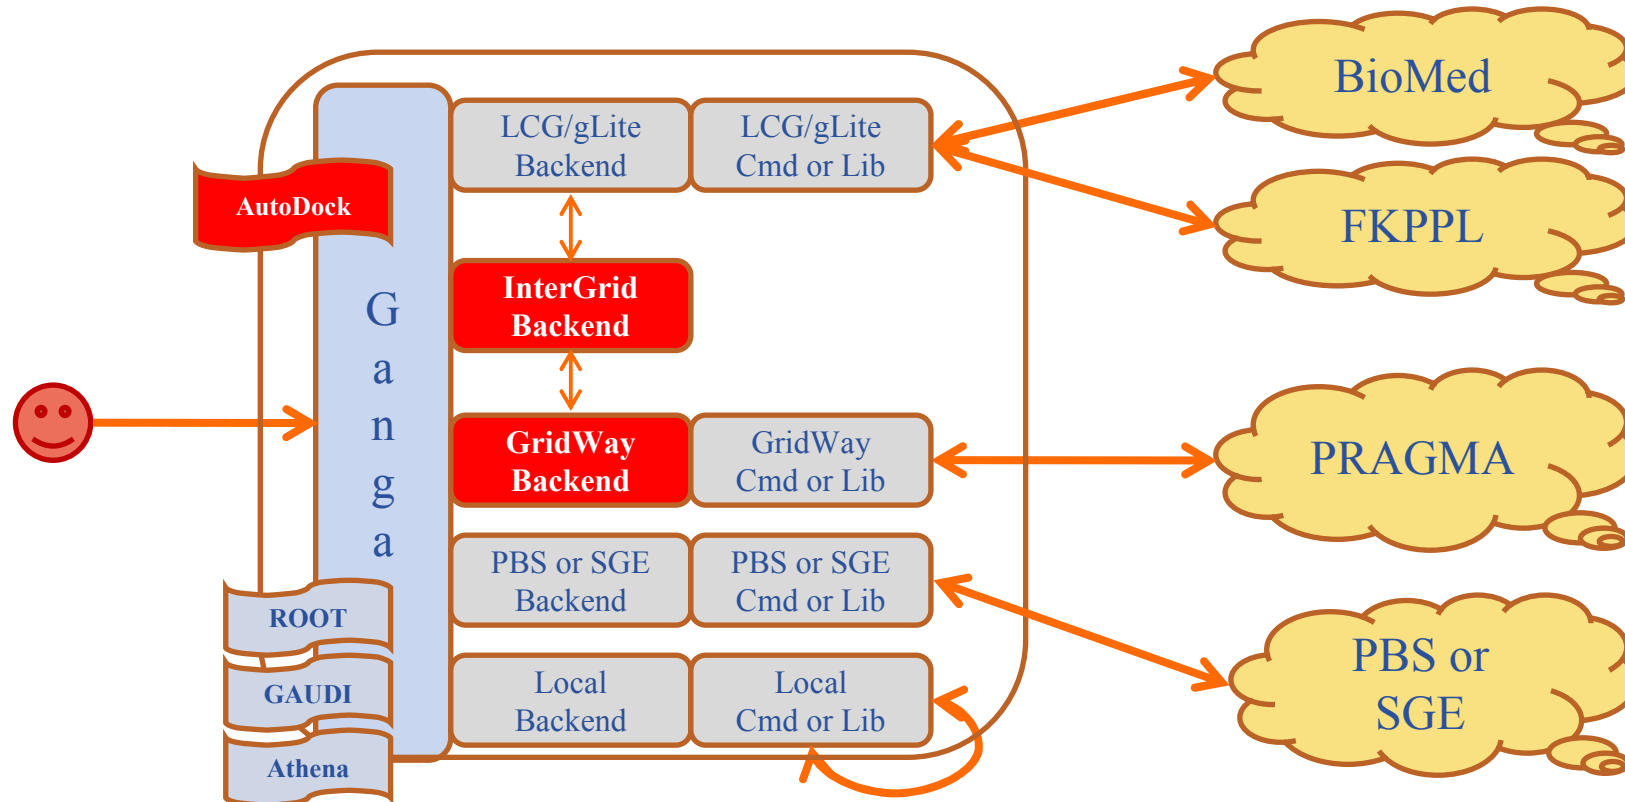 LCG/gLite
Backend
LCG/gLite
Cmd or Lib
BioMed
AutoDock
FKPPL
InterGrid
Backend
G
a
n
g
a
GridWay
Backend
GridWay
Cmd or Lib
PRAGMA
PBS or SGE
Backend
PBS or SGE
Cmd or Lib
ROOT
GAUDI
Athena
Local
Backend
Local
Cmd or Lib
PBS or
SGE